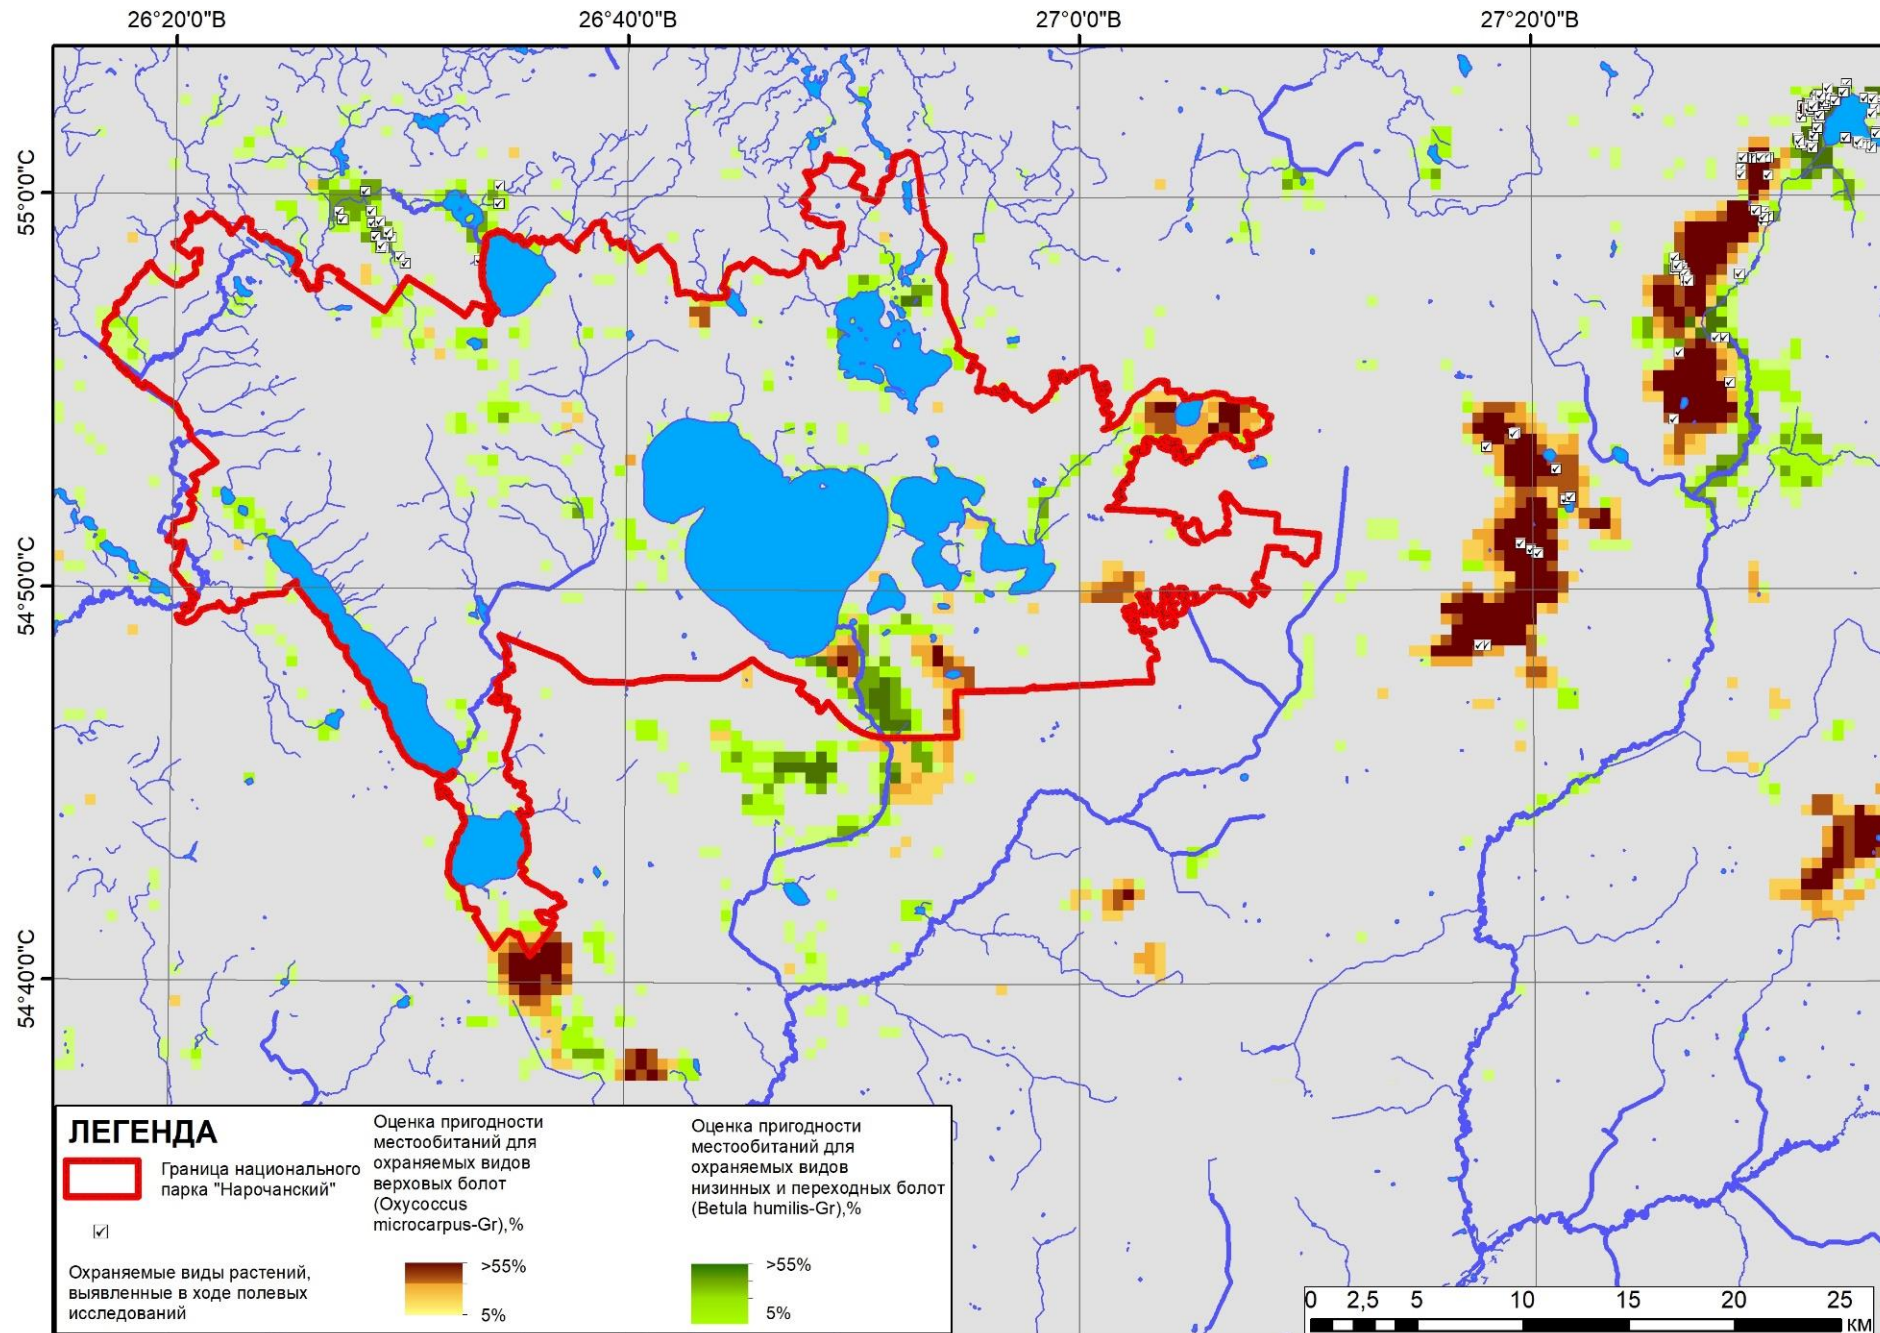 26°20'0"В
26°40'0"В
27°0'0"В
27°20'0"В
55°0'0"С
54°50'0"С
54°40'0"С
ЛЕГЕНДА
Граница национального
парка "Нарочанский"
Охраняемые виды растений,
выявленные в ходе полевых
исследований
Оценка пригодности
местообитаний для
охраняемых видов
верховых болот
(Oxycoccus
microcarpus-Gr),%
>55%
5%
Оценка пригодности
местообитаний для
охраняемых видов
низинных и переходных болот
(Betula humilis-Gr),%
>55%
5%
0 2,5 5 10 15 20 25
КМ